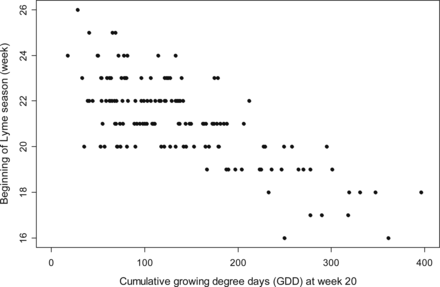 Beginning of Lyme season (week)
26
24
22
20
18
16
0 100 200 300 400
Cumulative growing degree days (GDD) at week 20